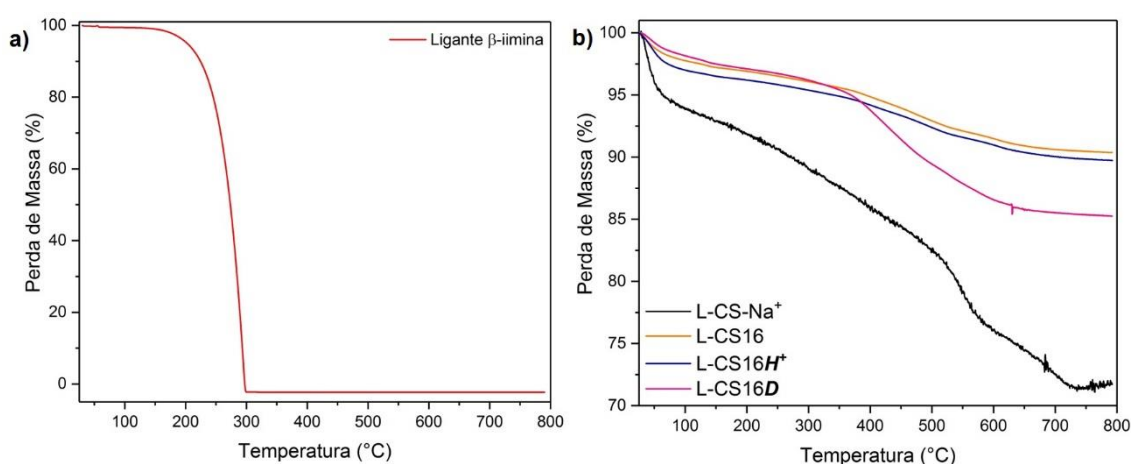 a)
Ligante β-iimina
Perda de Massa (%)
100
80
60
40
20
0
100 200 300 400 500 600 700 800
Temperatura (°C)
b)
Perda de Massa (%)
100
95
90
85
80
75
70
L-CS-Na⁺
L-CS16
L-CS16H⁺
L-CS16D
100 200 300 400 500 600 700 800
Temperatura (°C)